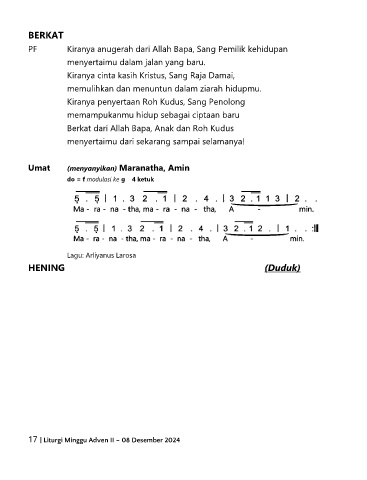 BERKAT
PF Kiranya anugerah dari Allah Bapa, Sang Pemilik kehidupan
menyertaimu dalam jalan yang baru.
Kiranya cinta kasih Kristus, Sang Raja Damai,
memulihkan dan menuntun dalam ziarah hidupmu.
Kiranya penyertaan Roh Kudus, Sang Penolong
memampukanmu hidup sebagai ciptaan baru
Berkat dari Allah Bapa, Anak dan Roh Kudus
menyertaimu dari sekarang sampai selamanya!
Umat (menyanyikan) Maranatha, Amin
do = f modulasi ke g 4 ketuk
5 . 5 | 1 . 3 2 . 1 | 2 . 4 . | 3 2 . 1 1 3 | 2 . .
Ma - ra - na - tha, ma - ra - na - tha, A - min.
5 . 5 | 1 . 3 2 . 1 | 2 . 4 . | 3 2 . 1 2 . | 1 . . :||
Ma - ra - na - tha, ma - ra - na - tha, A - min.
Lagu: Arliyanus Larosa
HENING (Duduk)
17 | Liturgi Minggu Adven II – 08 Desember 2024